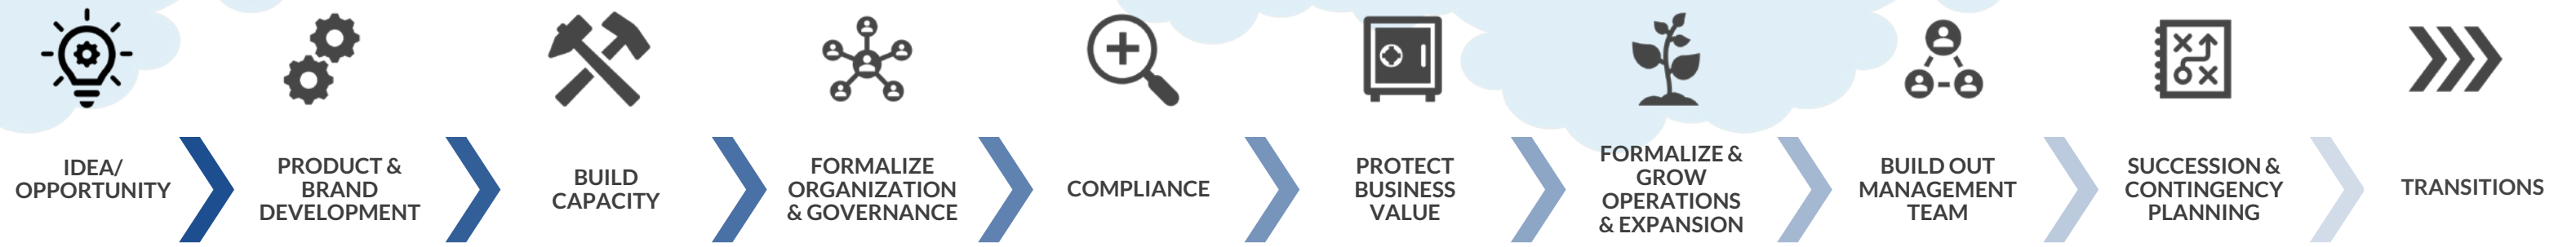 IDEA/
OPPORTUNITY
PRODUCT &
BRAND
DEVELOPMENT
BUILD
CAPACITY
FORMALIZE
ORGANIZATION
& GOVERNANCE
COMPLIANCE
PROTECT
BUSINESS
VALUE
FORMALIZE &
GROW
OPERATIONS
& EXPANSION
BUILD OUT
MANAGEMENT
TEAM
SUCCESSION &
CONTINGENCY
PLANNING
TRANSITIONS